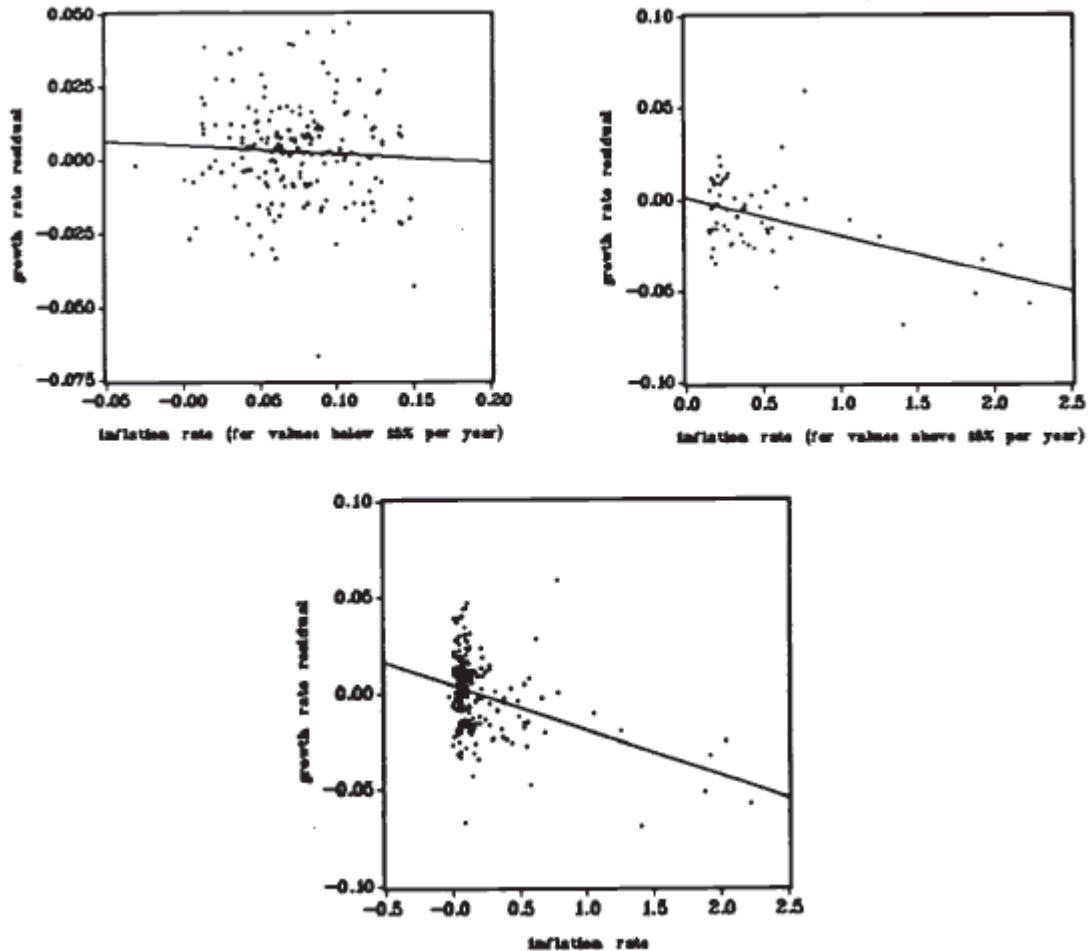 0.050
0.025
0.000
−0.025
−0.050
−0.075
growth rate residual
−0.05 −0.00 0.05 0.10 0.15 0.20
inflation rate (for values below 15% per year)
0.10
0.05
0.00
−0.05
−0.10
growth rate residual
0.0 0.5 1.0 1.5 2.0 2.5
inflation rate (for values above 15% per year)
0.10
0.05
0.00
−0.05
−0.10
growth rate residual
−0.5 −0.0 0.5 1.0 1.5 2.0 2.5
inflation rate